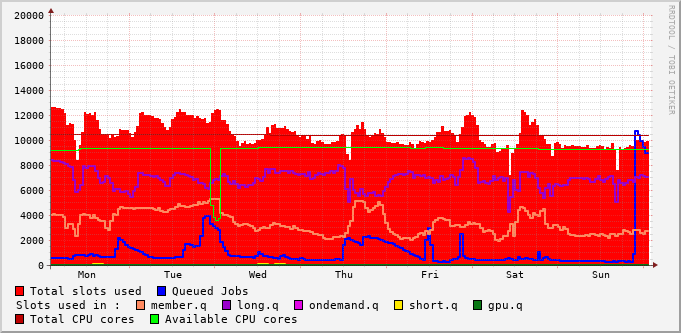 20000
18000
16000
14000
12000
10000
8000
6000
4000
2000
0
Mon Tue Wed Thu Fri Sat Sun
Total slots used Queued Jobs
Slots used in : member.q long.q ondemand.q short.q gpu.q
Total CPU cores Available CPU cores
RRDTOOL / TOBI OETIKER